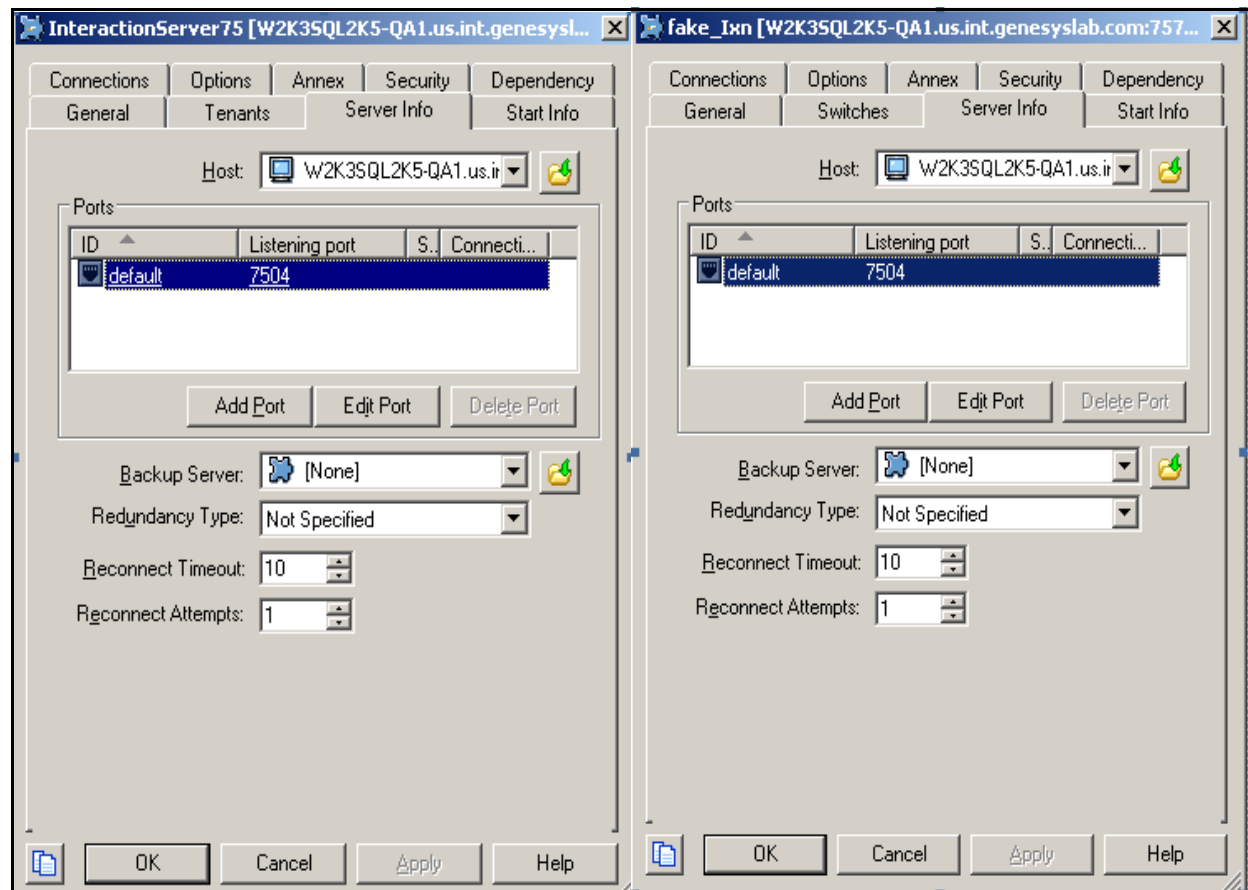 InteractionServer75 [W2K3SQL2K5-QA1.us.int.genesysl...
Connections Options Annex Security Dependency
General Tenants Server Info Start Info
Host: W2K3SQL2K5-QA1.us.ir
Ports
ID Listening port S.. Connecti...
default 7504
Add Port Edit Port Delete Port
Backup Server: [None]
Redundancy Type: Not Specified
Reconnect Timeout: 10
Reconnect Attempts: 1
OK Cancel Apply Help
fake_Ixn [W2K3SQL2K5-QA1.us.int.genesyslab.com:757...
Connections Options Annex Security Dependency
General Switches Server Info Start Info
Host: W2K3SQL2K5-QA1.us.ir
Ports
ID Listening port S.. Connecti...
default 7504
Add Port Edit Port Delete Port
Backup Server: [None]
Redundancy Type: Not Specified
Reconnect Timeout: 10
Reconnect Attempts: 1
OK Cancel Apply Help